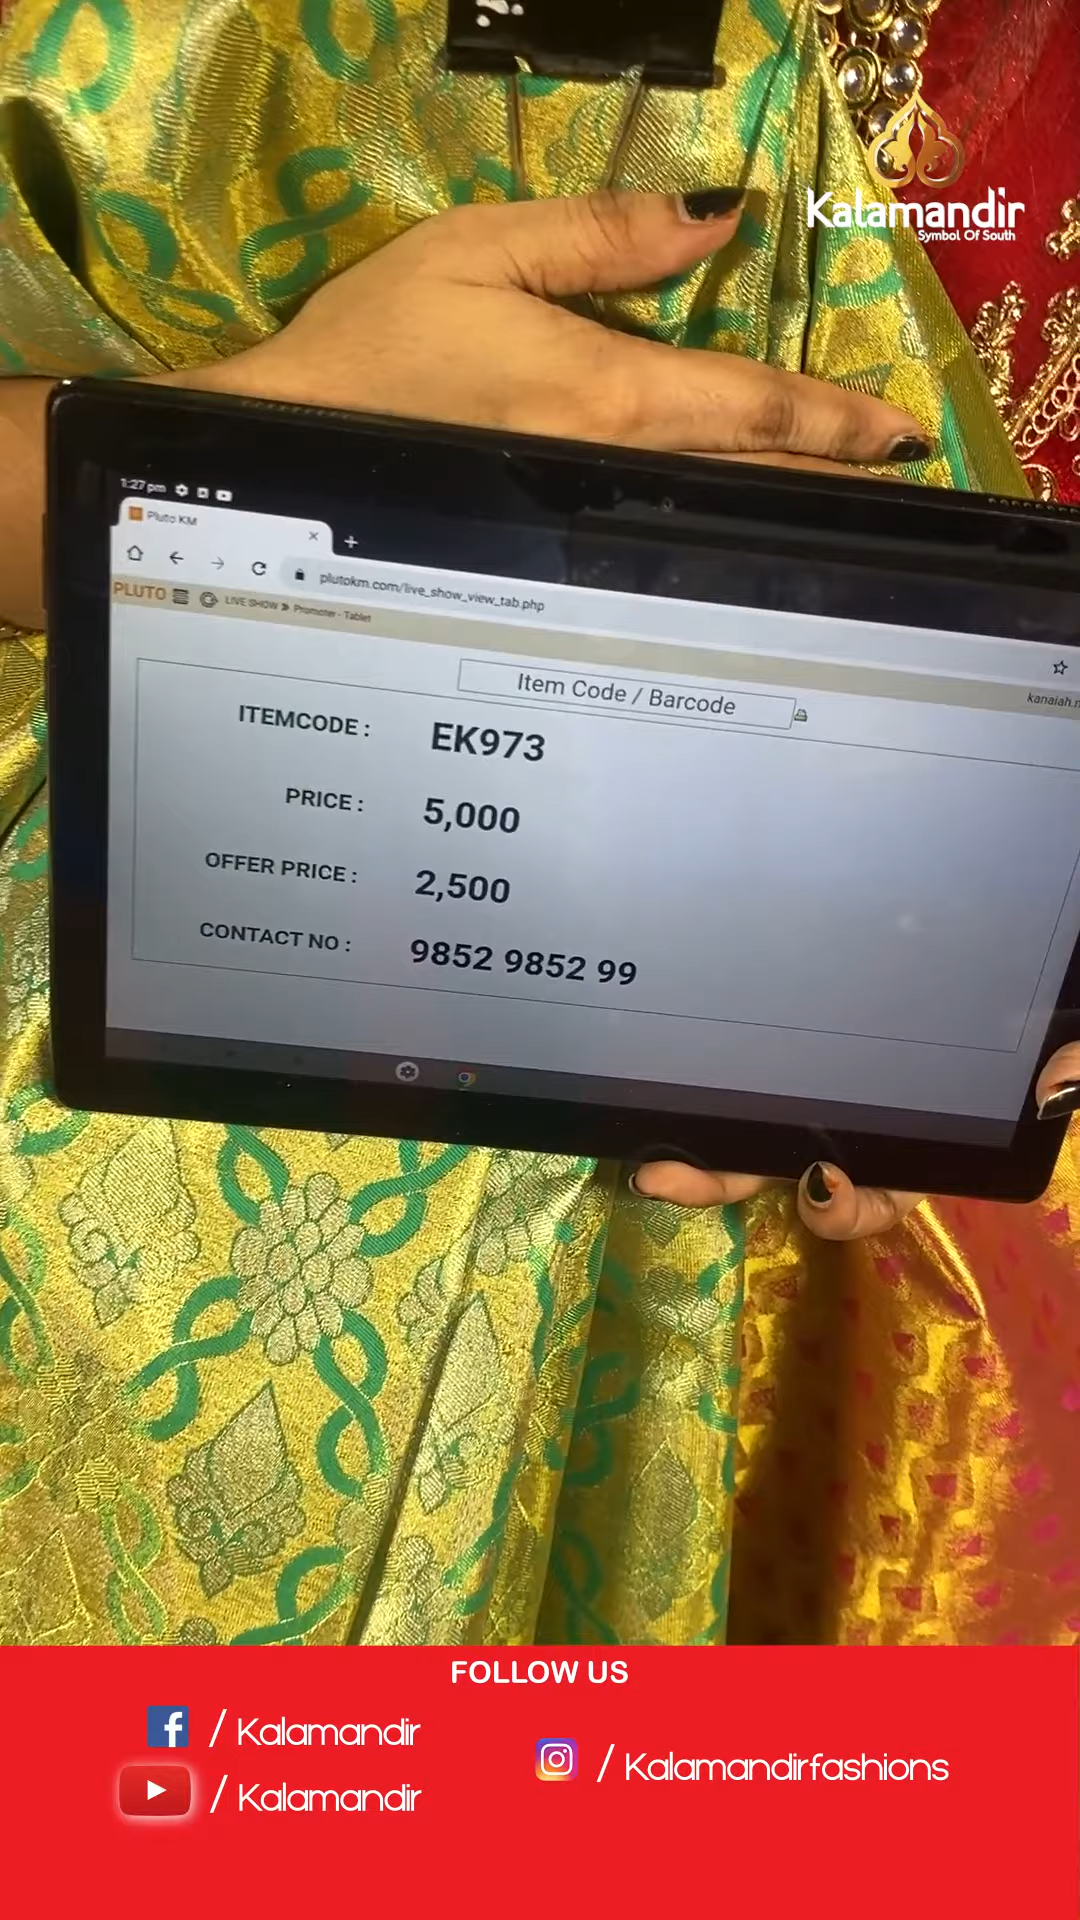 Kalamandir
Symbol Of South
1:27 pm
Pluto KM
plutokm.com/live_show_view_tab.php
PLUTO LIVE SHOW » Promoter - Tablet
Item Code / Barcode
ITEMCODE : EK973
PRICE : 5,000
OFFER PRICE : 2,500
CONTACT NO : 9852 9852 99
FOLLOW US
/ Kalamandir
/ Kalamandir
/ Kalamandirfashions